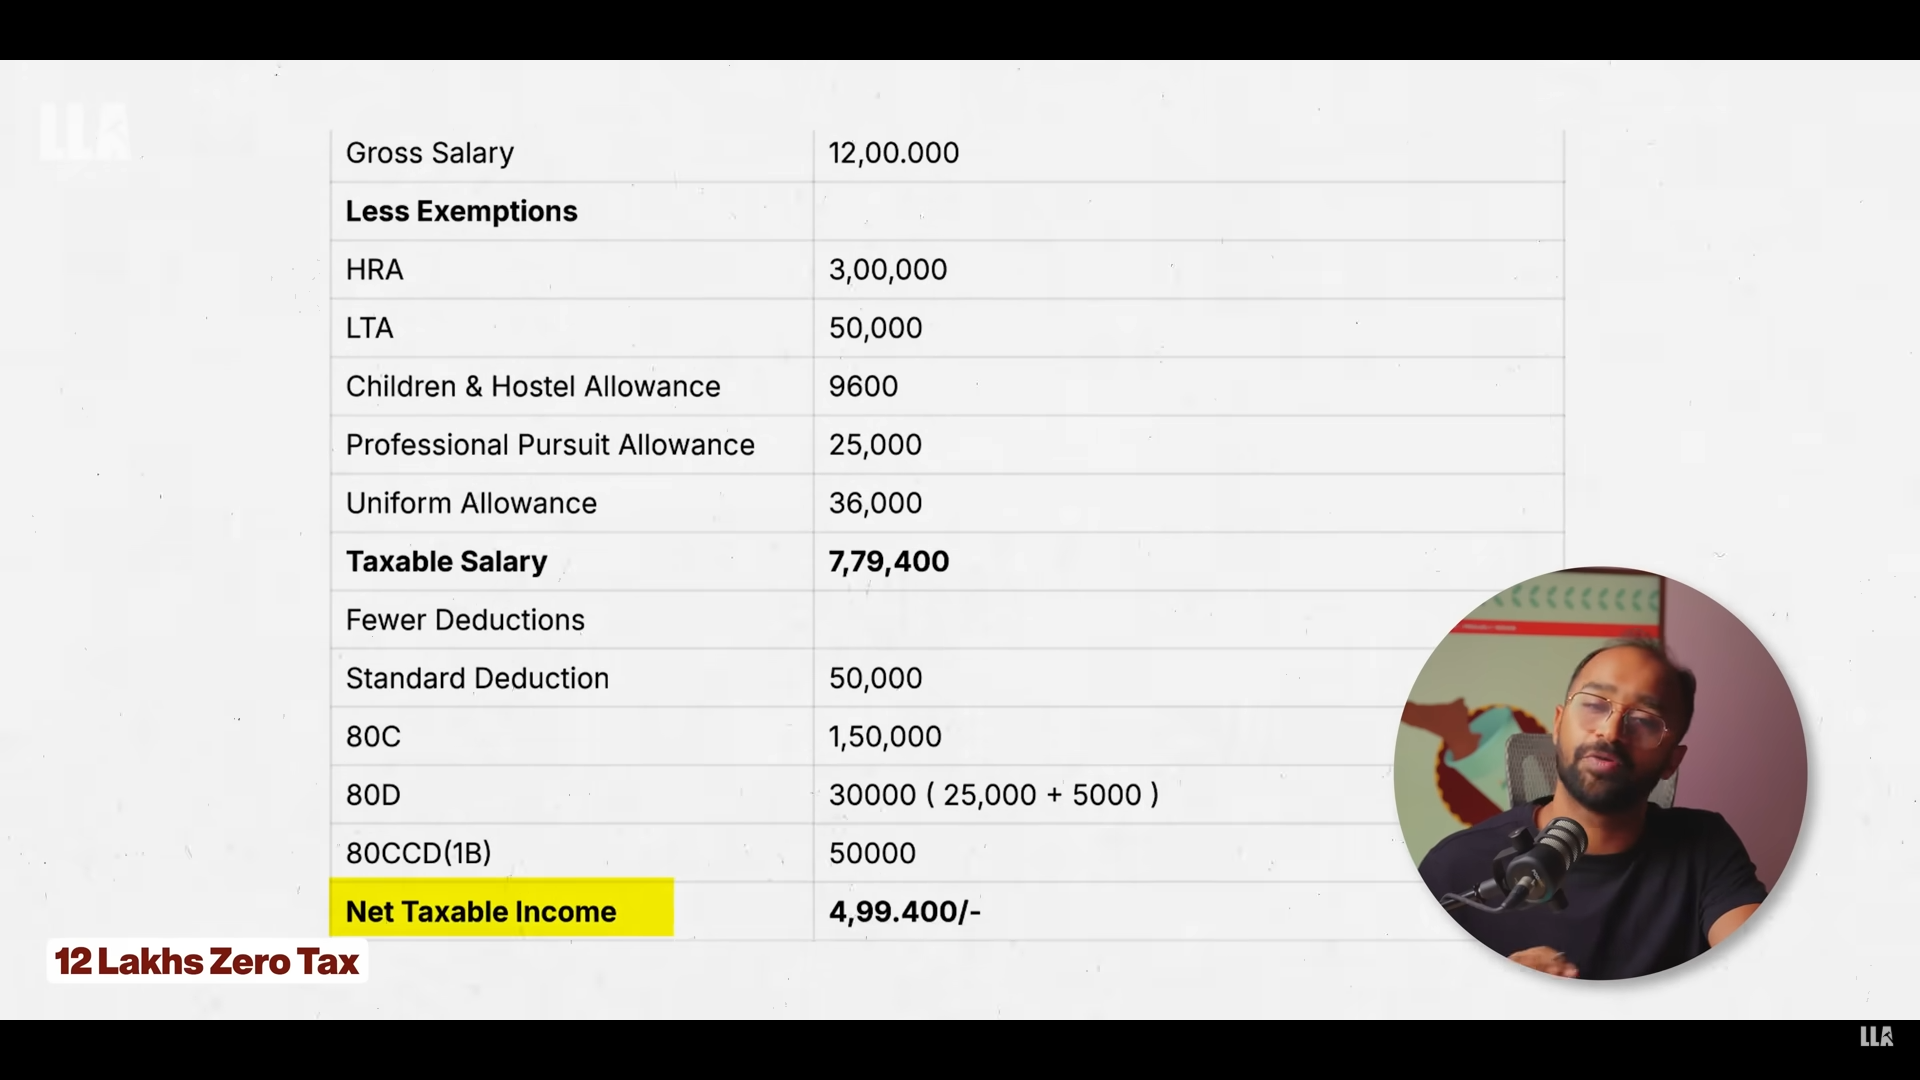 LLA
Gross Salary 12,00.000
Less Exemptions
HRA 3,00,000
LTA 50,000
Children & Hostel Allowance 9600
Professional Pursuit Allowance 25,000
Uniform Allowance 36,000
Taxable Salary 7,79,400
Fewer Deductions
Standard Deduction 50,000
80C 1,50,000
80D 30000 ( 25,000 + 5000 )
80CCD(1B) 50000
Net Taxable Income 4,99.400/-
12 Lakhs Zero Tax
LLA